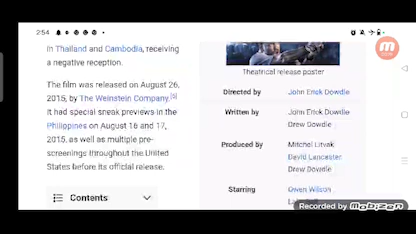 2:54
in Thailand and Cambodia, receiving
a negative reception.
The film was released on August 26,
2015, by The Weinstein Company.[5]
It had special sneak previews in the
Philippines on August 16 and 17,
2015, as well as multiple pre-
screenings throughout the United
States before its official release.
Contents
Theatrical release poster
Directed by John Erick Dowdle
Written by John Erick Dowdle
Drew Dowdle
Produced by Mitchel Litvak
David Lancaster
Drew Dowdle
Starring Owen Wilson
Recorded by mobizen